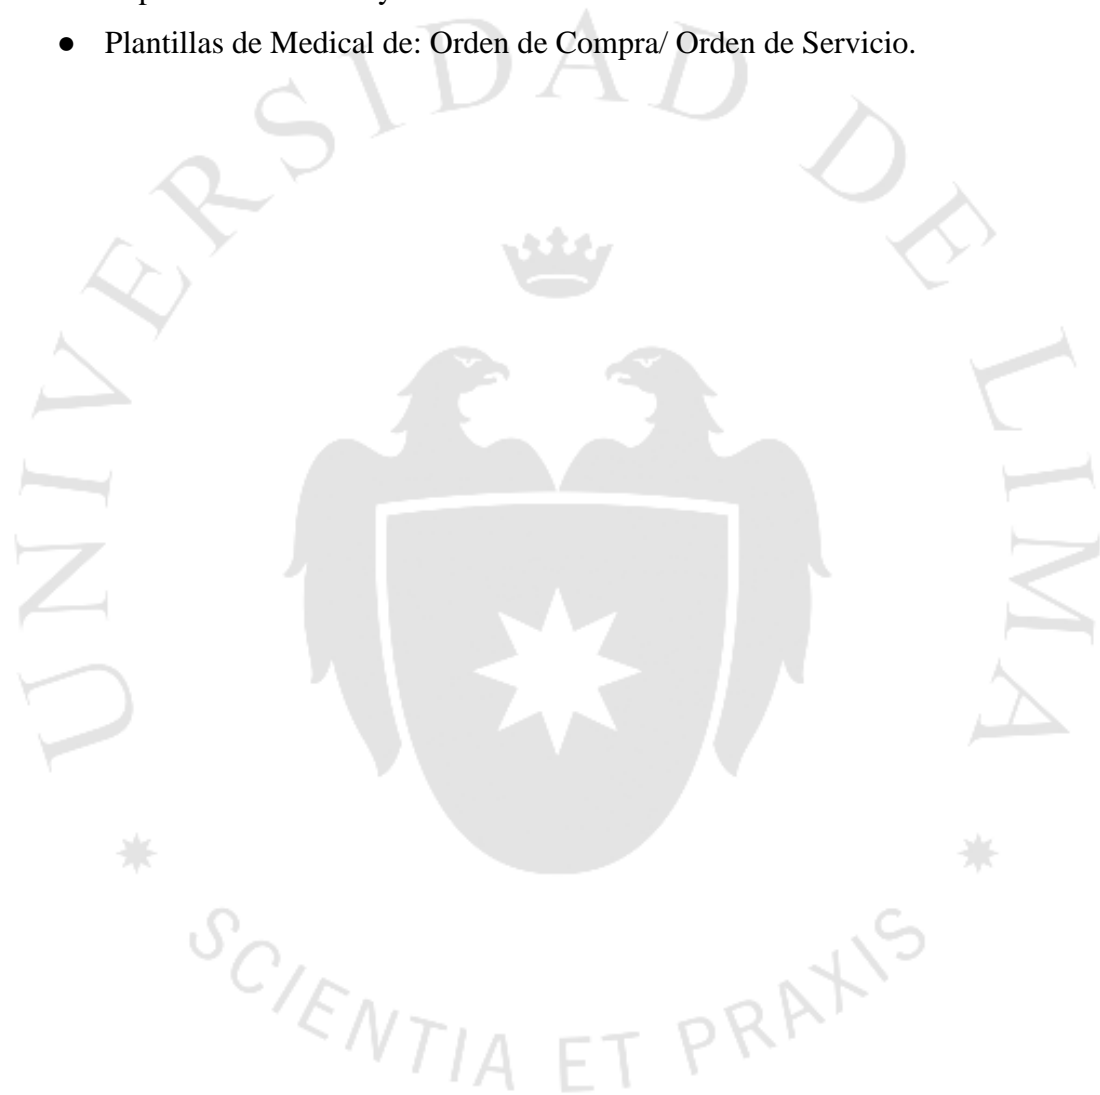 ● Plantillas de Medical de: Orden de Compra/ Orden de Servicio.
UNIVERSIDAD DE LIMA
SCIENTIA ET PRAXIS